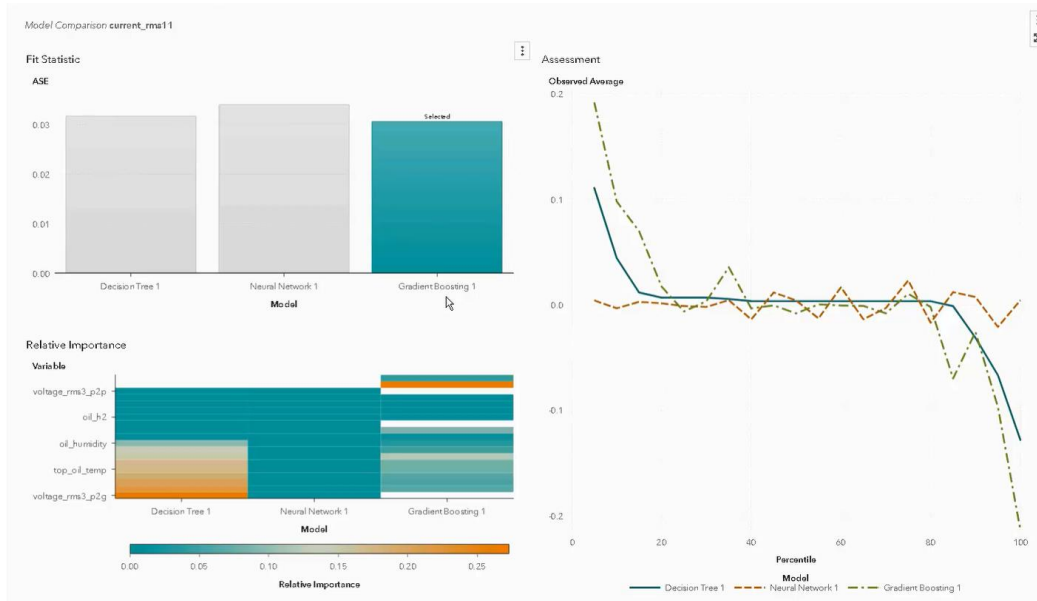 Model Comparison current_rms11
Fit Statistic
ASE
0.03
0.02
0.01
0.00
Selected
Decision Tree 1
Neural Network 1
Gradient Boosting 1
Model
Relative Importance
Variable
voltage_rms3_p2p
oil_h2
oil_humidity
top_oil_temp
voltage_rms3_p2g
Decision Tree 1
Neural Network 1
Gradient Boosting 1
Model
0.00 0.05 0.10 0.15 0.20 0.25
Relative Importance
Assessment
Observed Average
0.2
0.1
0.0
-0.1
-0.2
0 20 40 60 80 100
Percentile
Model
Decision Tree 1 Neural Network 1 Gradient Boosting 1